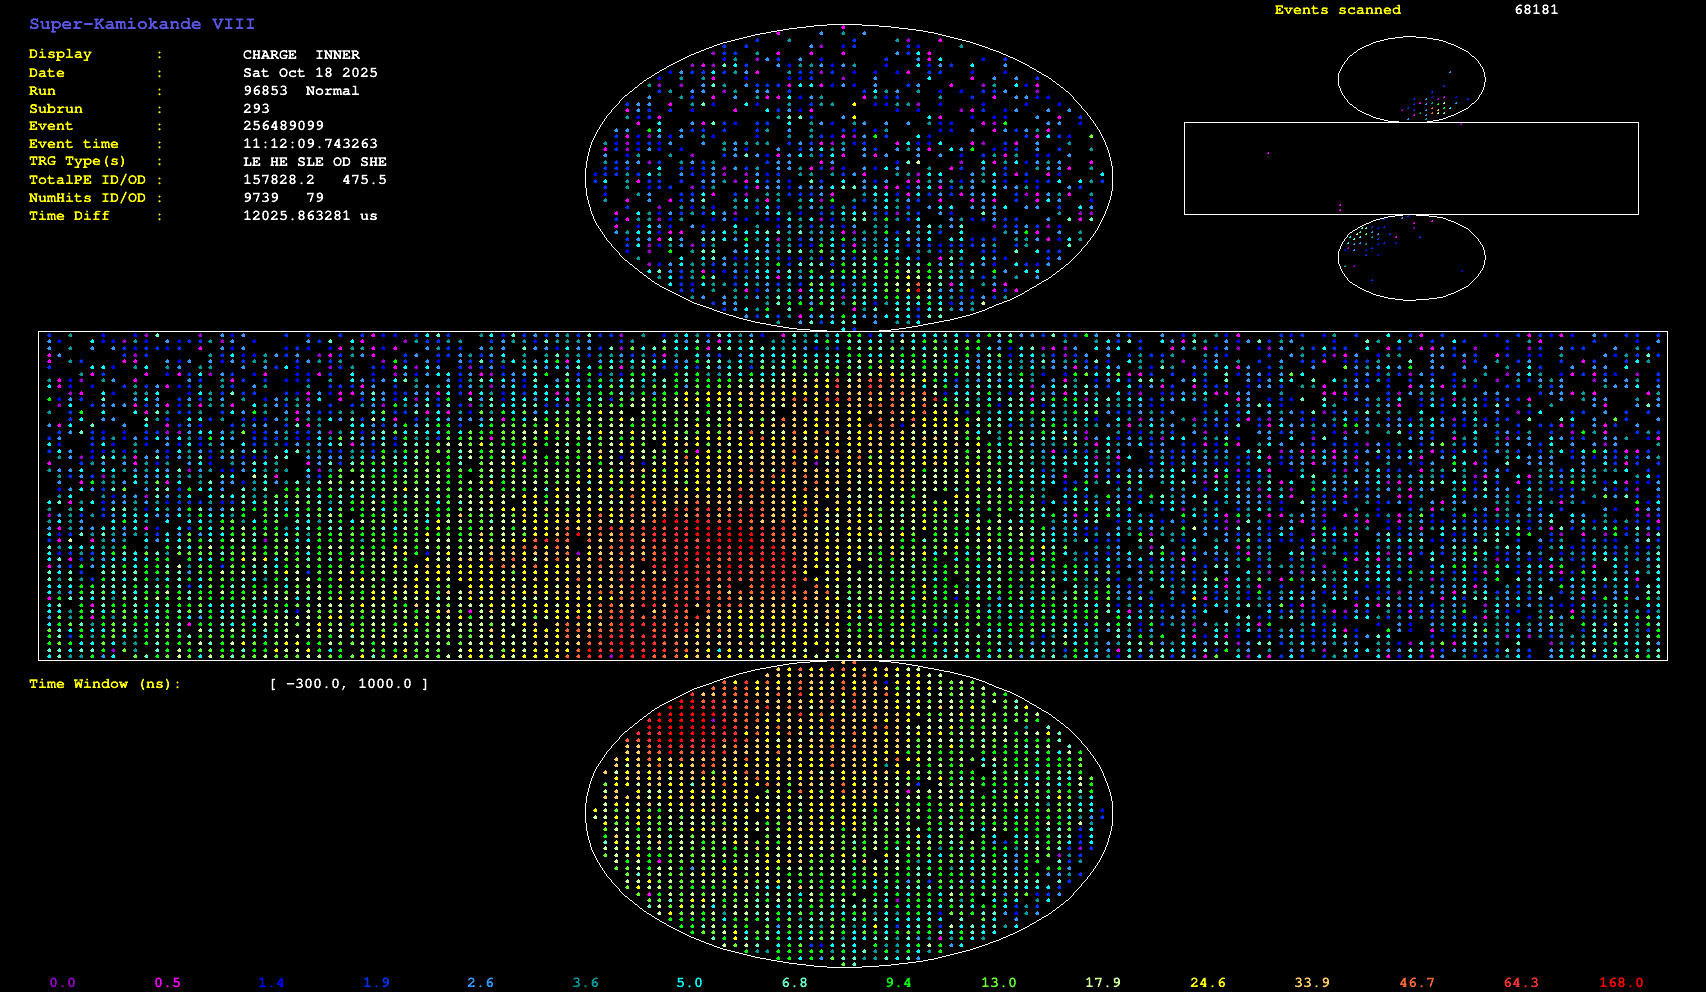 Super-Kamiokande VIII
Events scanned 68181
Display : CHARGE INNER
Date : Sat Oct 18 2025
Run : 96853 Normal
Subrun : 293
Event : 256489099
Event time : 11:12:09.743263
TRG Type(s) : LE HE SLE OD SHE
TotalPE ID/OD : 157828.2 475.5
NumHits ID/OD : 9739 79
Time Diff : 12025.863281 us
Time Window (ns): [ -300.0, 1000.0 ]
0.0 0.5 1.4 1.9 2.6 3.6 5.0 6.8 9.4 13.0 17.9 24.6 33.9 46.7 64.3 168.0